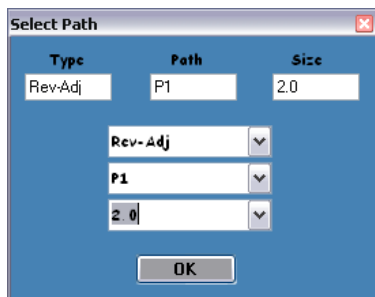 Select Path
Type Path Size
Rev-Adj P1 2.0
Rev-Adj
P1
2.0
OK